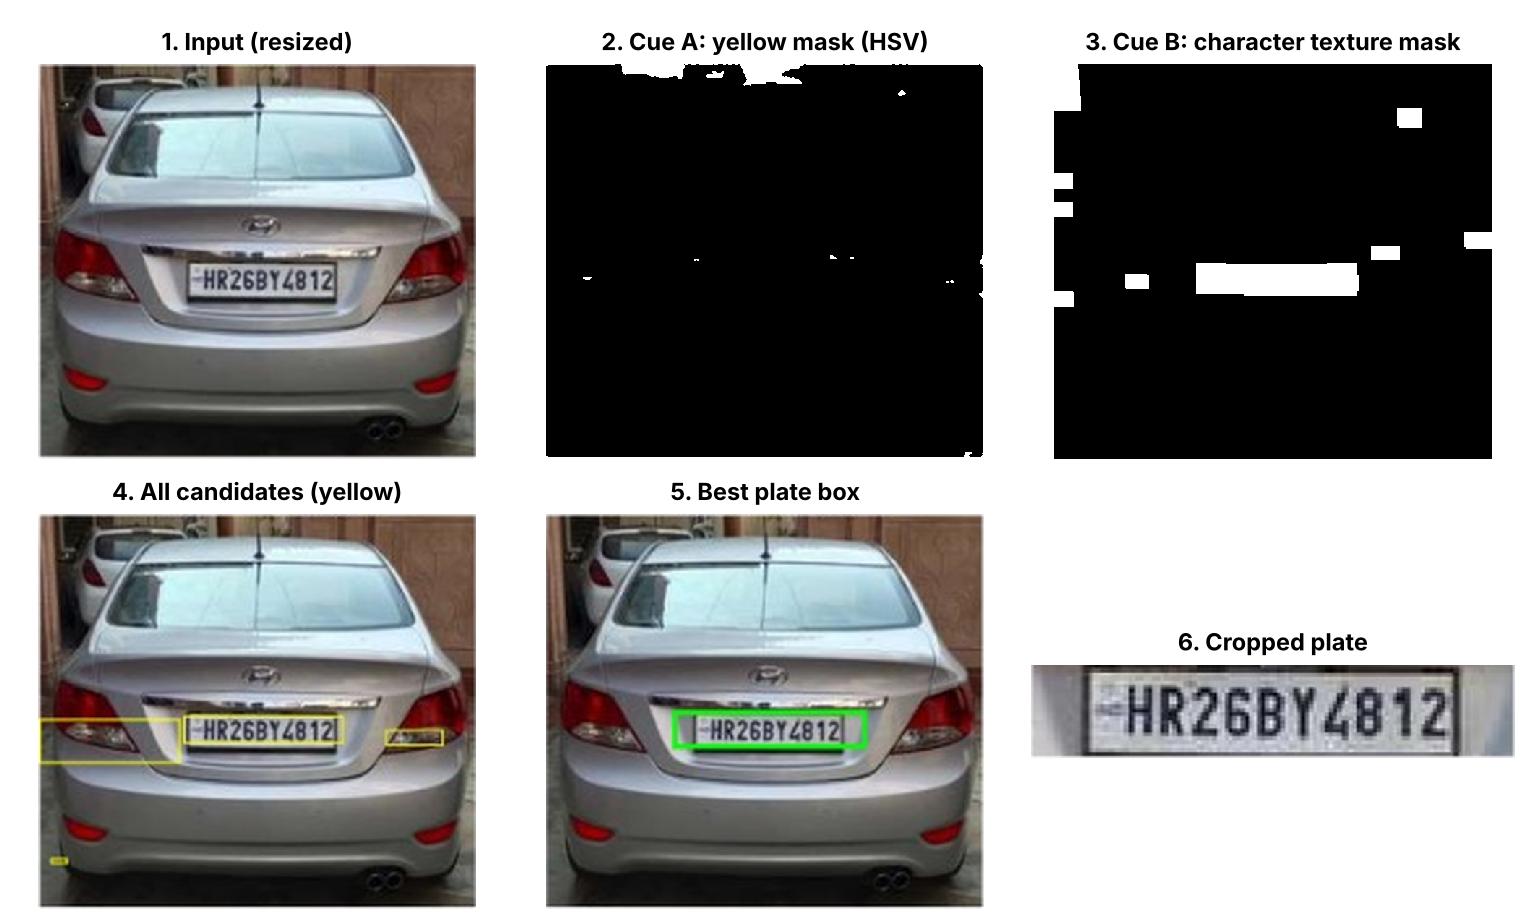 1. Input (resized)
2. Cue A: yellow mask (HSV)
3. Cue B: character texture mask
HR26BY4812
4. All candidates (yellow)
5. Best plate box
HR26BY4812
HR26BY4812
6. Cropped plate
HR26BY4812